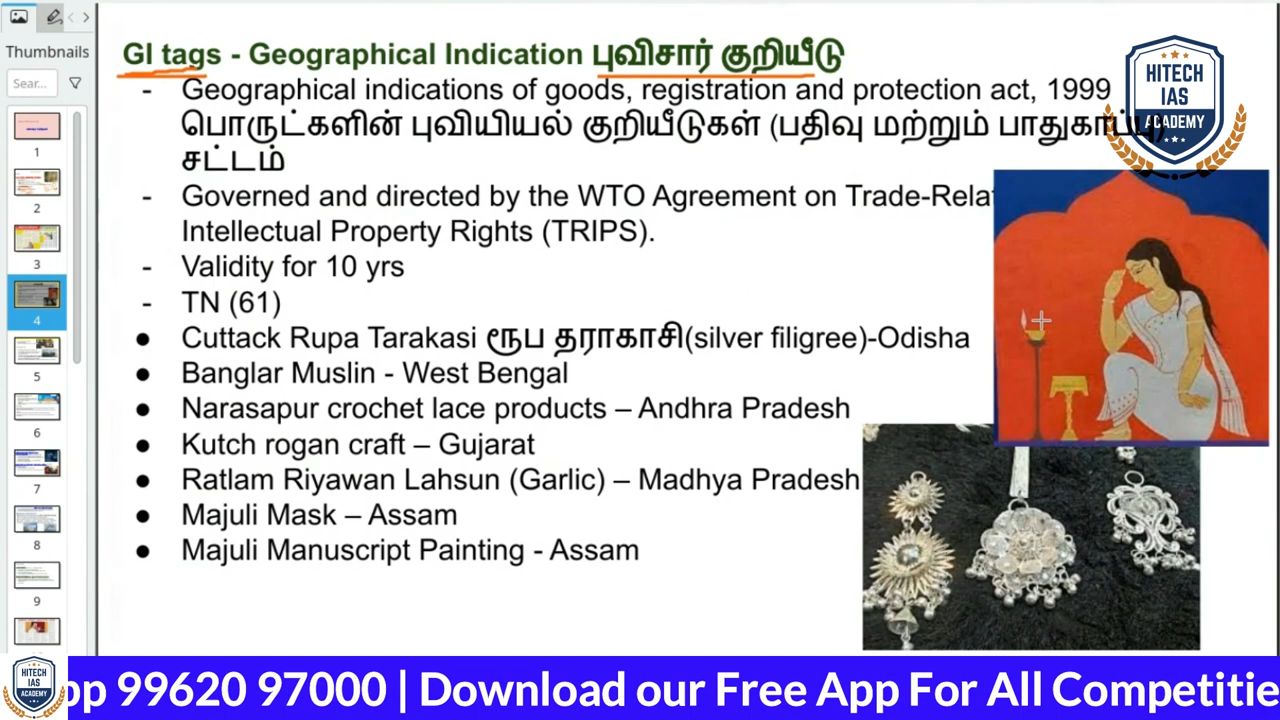 Thumbnails
Sear...
1
2
3
4
5
6
7
8
9
GI tags - Geographical Indication புவிசார் குறியீடு
- Geographical indications of goods, registration and protection act, 1999
பொருட்களின் புவியியல் குறியீடுகள் (பதிவு மற்றும் பாதுகாப்பு)
சட்டம்
- Governed and directed by the WTO Agreement on Trade-Relat
Intellectual Property Rights (TRIPS).
- Validity for 10 yrs
- TN (61)
● Cuttack Rupa Tarakasi ரூப தராகாசி(silver filigree)-Odisha
● Banglar Muslin - West Bengal
● Narasapur crochet lace products – Andhra Pradesh
● Kutch rogan craft – Gujarat
● Ratlam Riyawan Lahsun (Garlic) – Madhya Pradesh
● Majuli Mask – Assam
● Majuli Manuscript Painting - Assam
HITECH
IAS
ACADEMY
HITECH
IAS
ACADEMY
pp 99620 97000 | Download our Free App For All Competitie